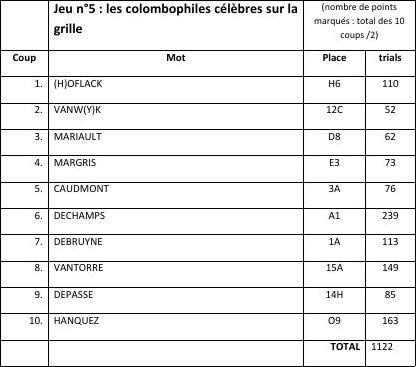 Jeu n°5 : les colombophiles célèbres sur la
grille
(nombre de points
marqués : total des 10
coups /2)
Coup Mot Place trials
1. (H)OFLACK H6 110
2. VANW(Y)K 12C 52
3. MARIAULT D8 62
4. MARGRIS E3 73
5. CAUDMONT 3A 76
6. DECHAMPS A1 239
7. DEBRUYNE 1A 113
8. VANTORRE 15A 149
9. DEPASSE 14H 85
10. HANQUEZ O9 163
TOTAL 1122